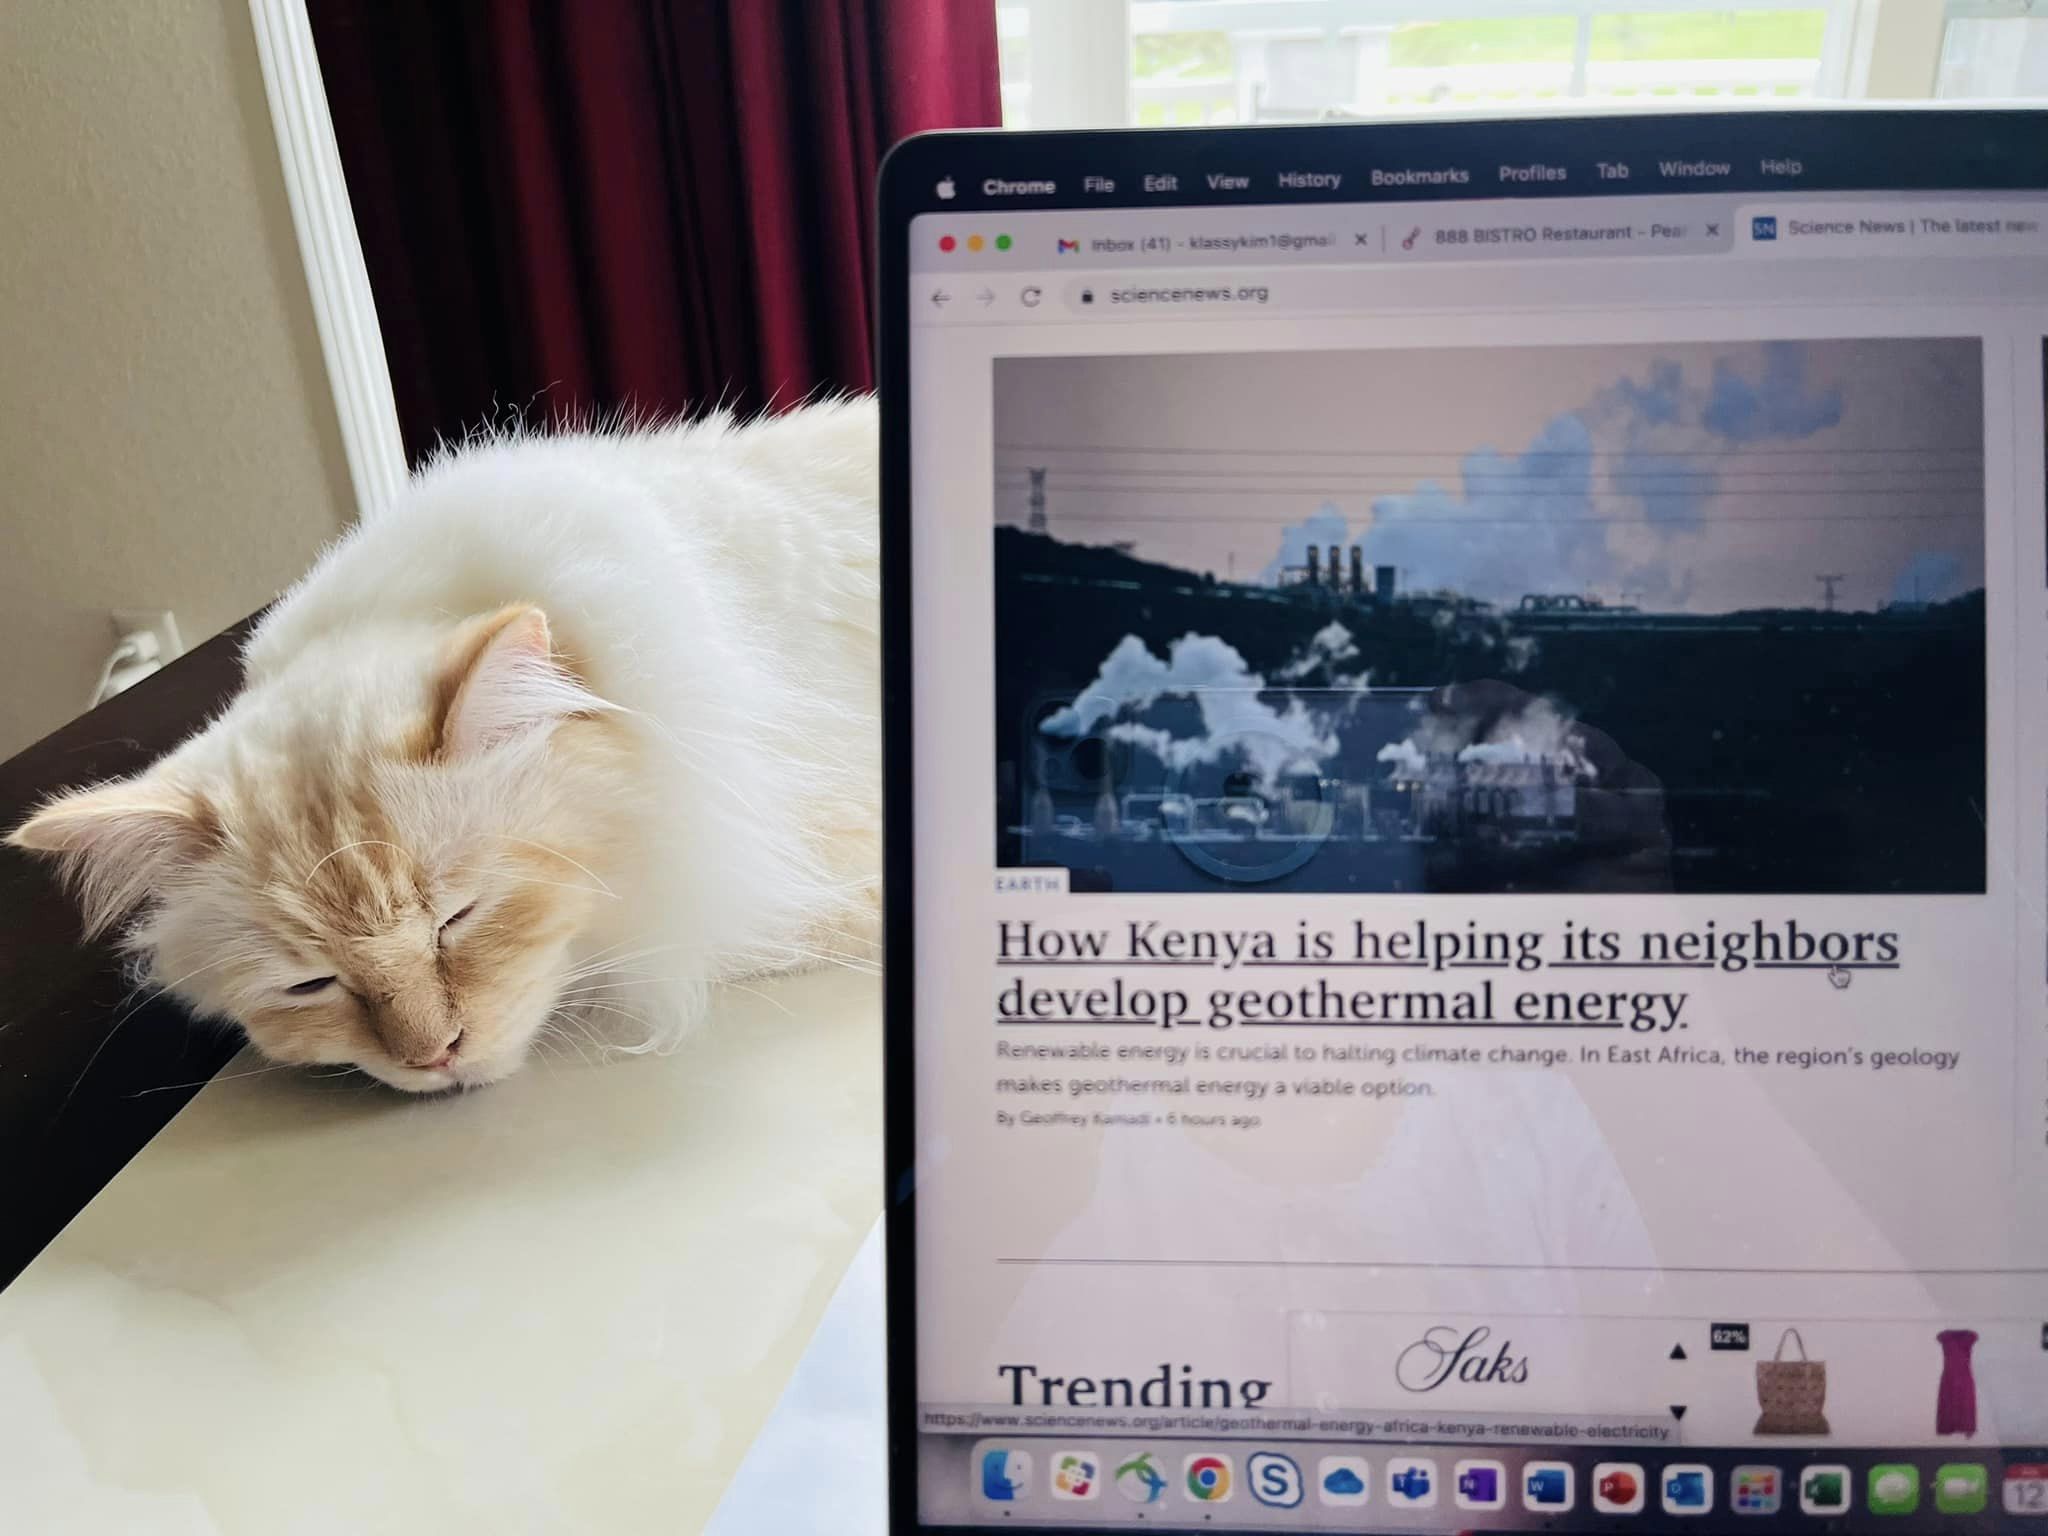 Chrome File Edit View History Bookmarks Profiles Tab Window Help
Inbox (41) - klassykim1@gmai
888 BISTRO Restaurant - Pea
SN Science News | The latest new
sciencenews.org
EARTH
How Kenya is helping its neighbors
develop geothermal energy
Renewable energy is crucial to halting climate change. In East Africa, the region's geology
makes geothermal energy a viable option.
By Geoffrey Kamadi • 6 hours ago
Trending
Saks
62%
https://www.sciencenews.org/article/geothermal-energy-africa-kenya-renewable-electricity
12